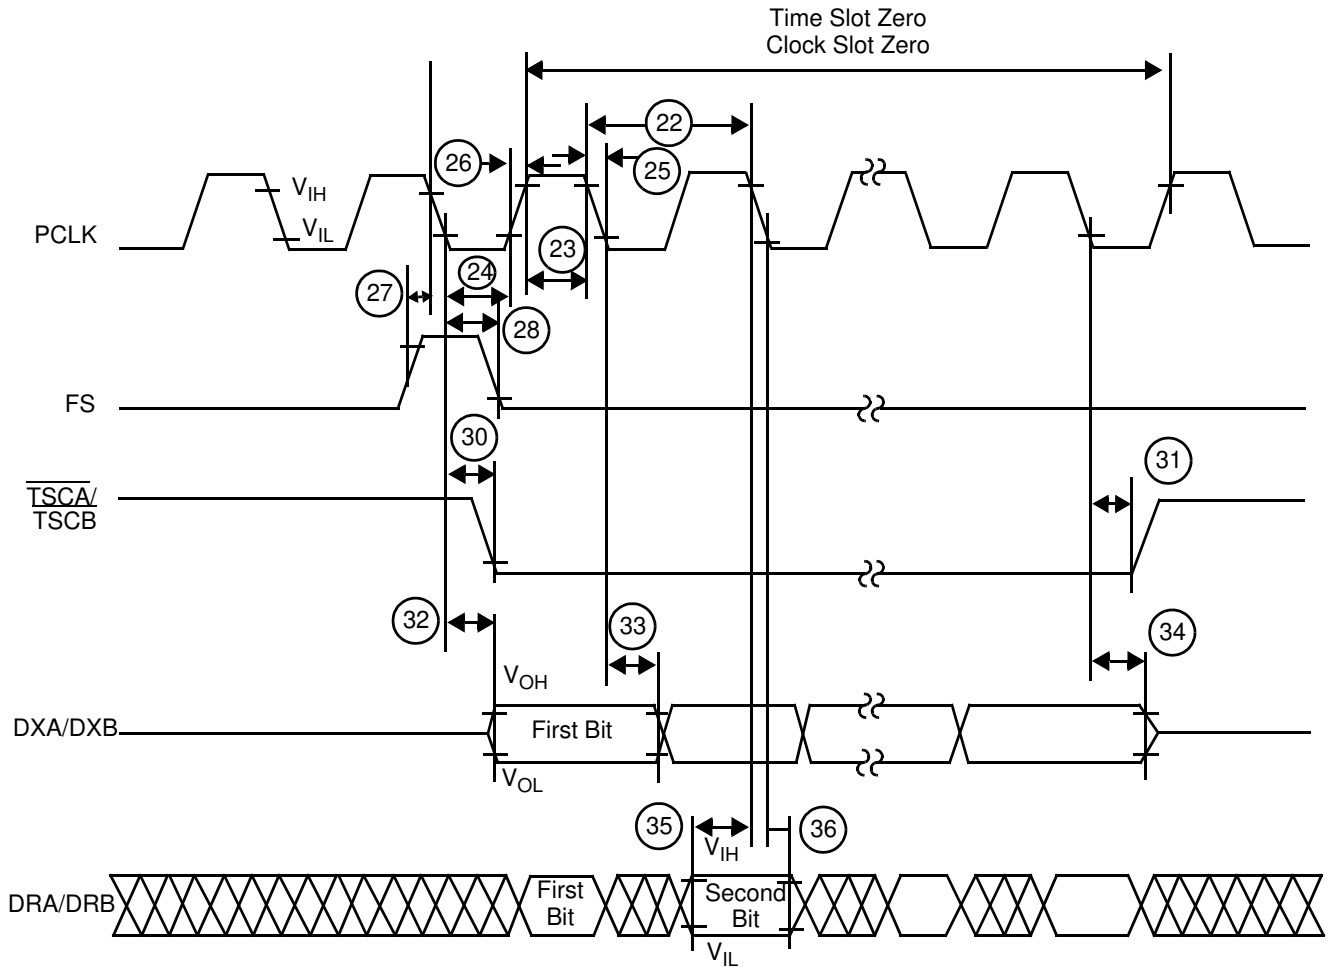 Time Slot Zero
Clock Slot Zero
22
26
25
VIH
VIL
PCLK
23
24
27
28
FS
30
31
TSCA/
TSCB
32
33
34
VOH
DXA/DXB
First Bit
VOL
35
36
VIH
DRA/DRB
First
Bit
Second
Bit
VIL